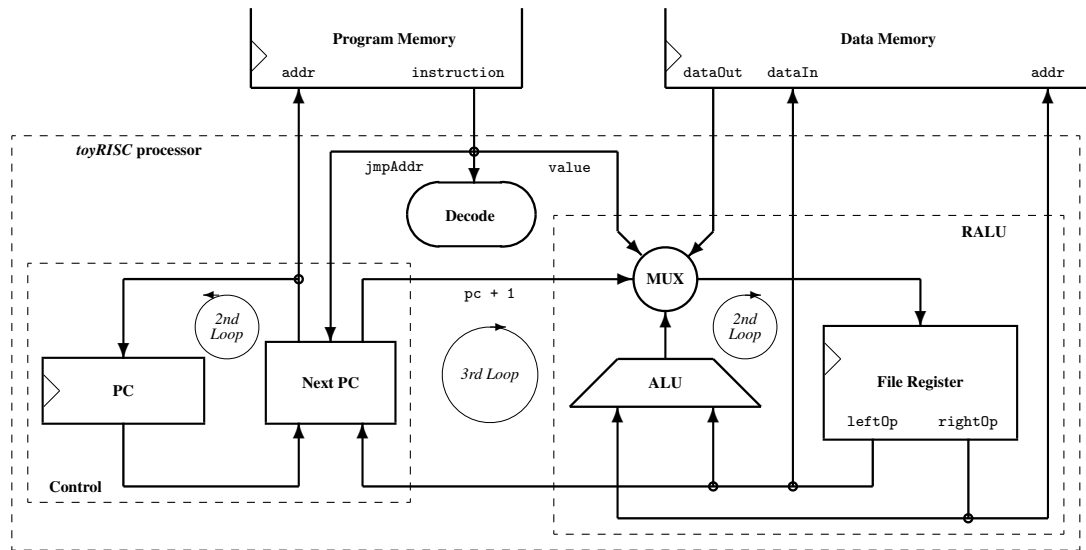 Program Memory
Data Memory
addr
instruction
dataOut
dataIn
addr
toyRISC processor
jmpAddr
value
Decode
RALU
MUX
pc + 1
2nd
Loop
2nd
Loop
3rd Loop
PC
Next PC
ALU
File Register
leftOp
rightOp
Control